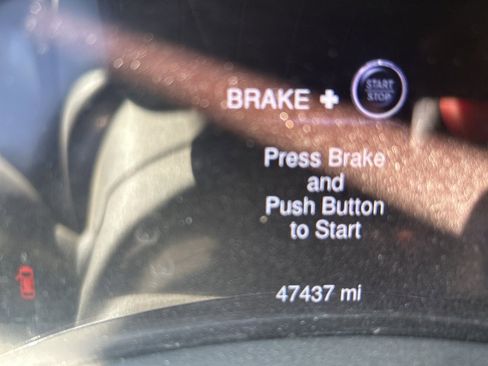 BRAKE +
START
STOP
Press Brake
and
Push Button
to Start
47437 mi